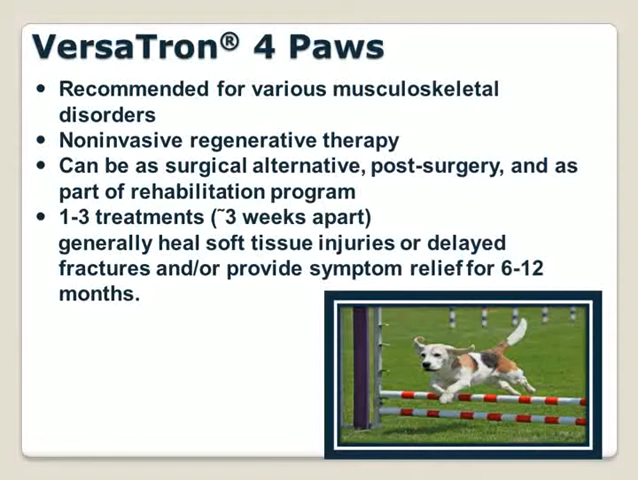 VersaTron® 4 Paws
• Recommended for various musculoskeletal
disorders
• Noninvasive regenerative therapy
• Can be as surgical alternative, post-surgery, and as
part of rehabilitation program
• 1-3 treatments (˜3 weeks apart)
generally heal soft tissue injuries or delayed
fractures and/or provide symptom relief for 6-12
months.